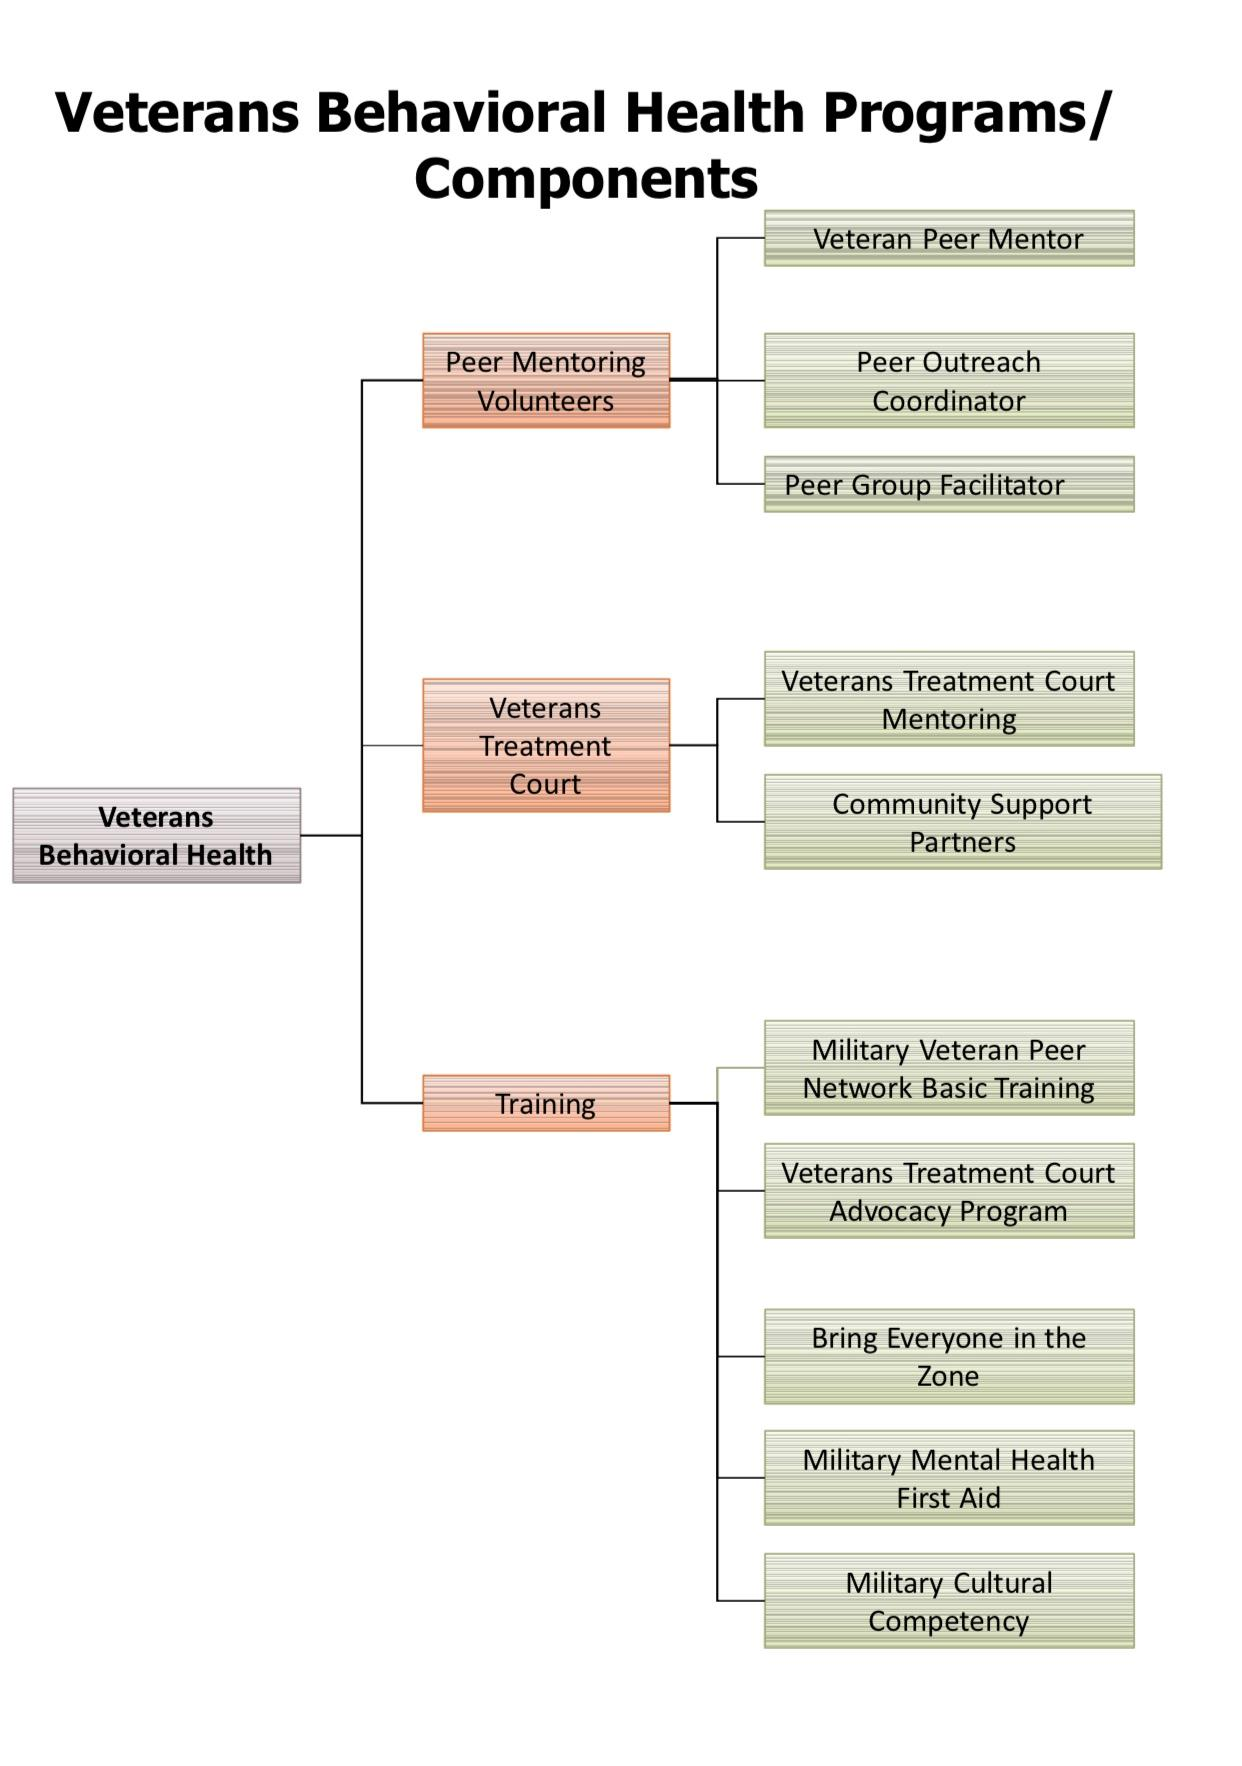 Veterans Behavioral Health Programs/
Components
Veteran Peer Mentor
Peer Mentoring
Volunteers
Peer Outreach
Coordinator
Peer Group Facilitator
Veterans Treatment Court
Mentoring
Veterans
Treatment
Court
Community Support
Partners
Veterans
Behavioral Health
Military Veteran Peer
Network Basic Training
Training
Veterans Treatment Court
Advocacy Program
Bring Everyone in the
Zone
Military Mental Health
First Aid
Military Cultural
Competency